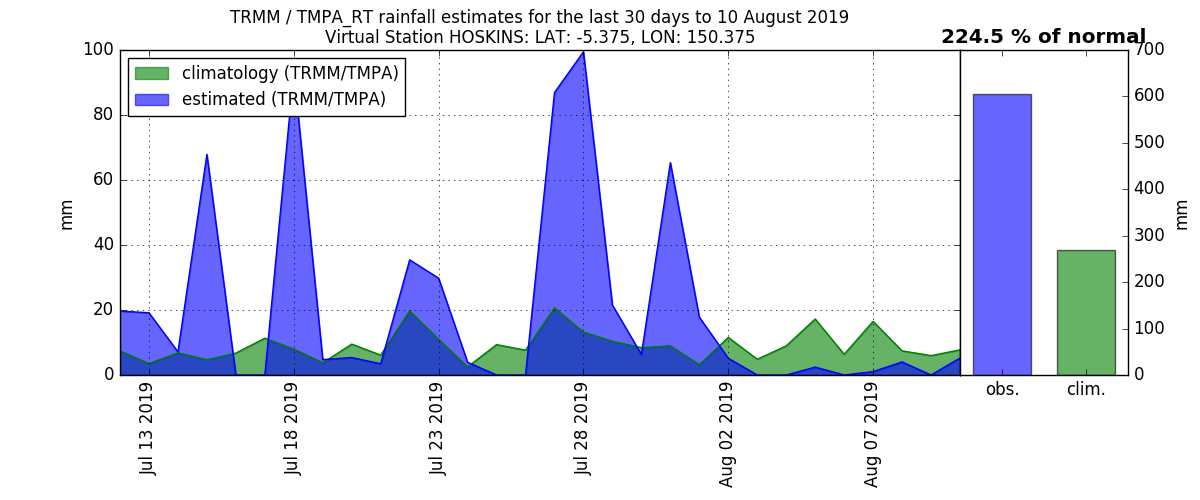 TRMM / TMPA_RT rainfall estimates for the last 30 days to 10 August 2019
Virtual Station HOSKINS: LAT: -5.375, LON: 150.375
224.5 % of normal
climatology (TRMM/TMPA)
estimated (TRMM/TMPA)
100
80
60
40
20
0
mm
Jul 13 2019
Jul 18 2019
Jul 23 2019
Jul 28 2019
Aug 02 2019
Aug 07 2019
700
600
500
400
300
200
100
0
mm
obs.
clim.